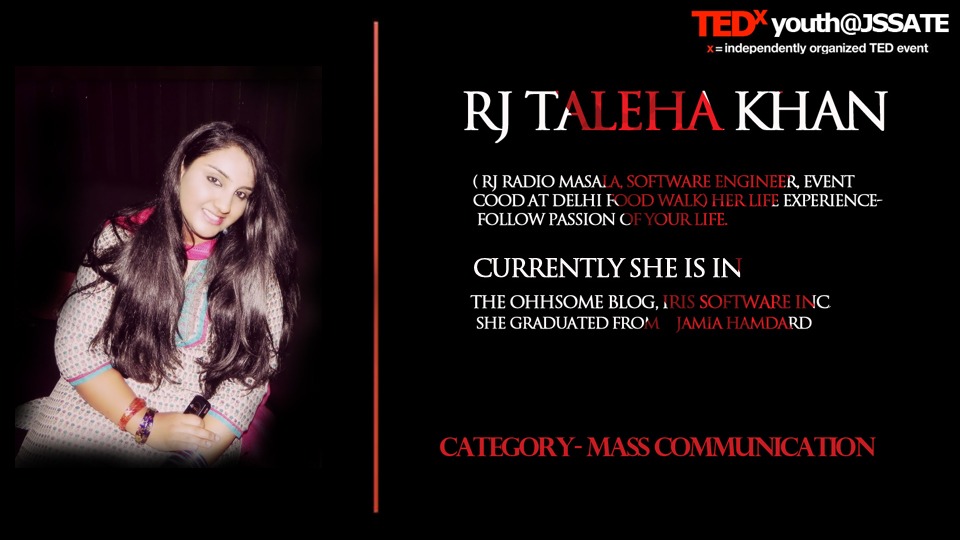 TEDx youth@JSSATE
x = independently organized TED event
RJ TALEHA KHAN
( RJ RADIO MASALA, SOFTWARE ENGINEER, EVENT
COOD AT DELHI FOOD WALK) HER LIFE EXPERIENCE-
FOLLOW PASSION OF YOUR LIFE.
CURRENTLY SHE IS IN
THE OHHSOME BLOG, IRIS SOFTWARE INC.
SHE GRADUATED FROM JAMIA HAMDARD
CATEGORY- MASS COMMUNICATION